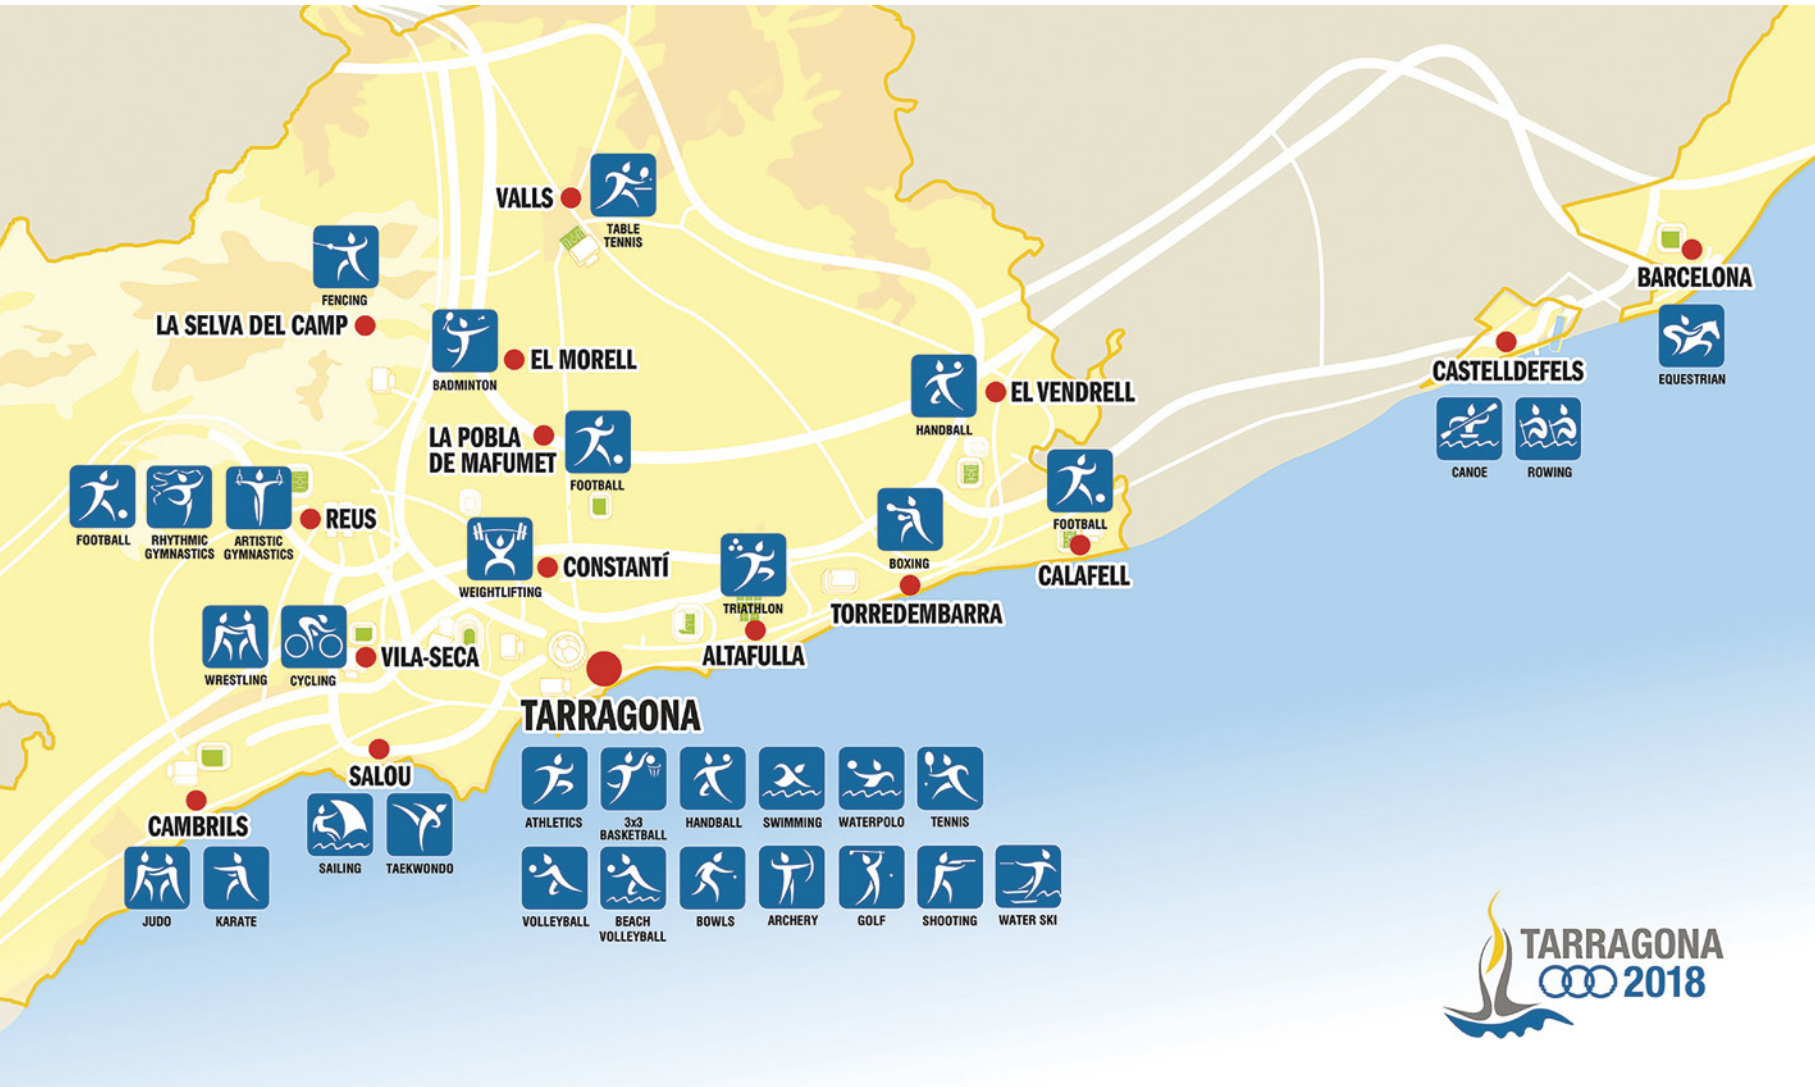 VALLS
TABLE
TENNIS
FENCING
LA SELVA DEL CAMP
BADMINTON
EL MORELL
LA POBLA
DE MAFUMET
FOOTBALL
HANDBALL
EL VENDRELL
BARCELONA
EQUESTRIAN
CASTELLDEFELS
CANOE
ROWING
FOOTBALL
RHYTHMIC
GYMNASTICS
ARTISTIC
GYMNASTICS
REUS
WEIGHTLIFTING
CONSTANTÍ
TRIATHLON
ALTAFULLA
BOXING
TORREDEMBARRA
FOOTBALL
CALAFELL
WRESTLING
CYCLING
VILA-SECA
TARRAGONA
ATHLETICS
3x3
BASKETBALL
HANDBALL
SWIMMING
WATERPOLO
TENNIS
VOLLEYBALL
BEACH
VOLLEYBALL
BOWLS
ARCHERY
GOLF
SHOOTING
WATER SKI
SALOU
SAILING
TAEKWONDO
CAMBRILS
JUDO
KARATE
TARRAGONA
2018